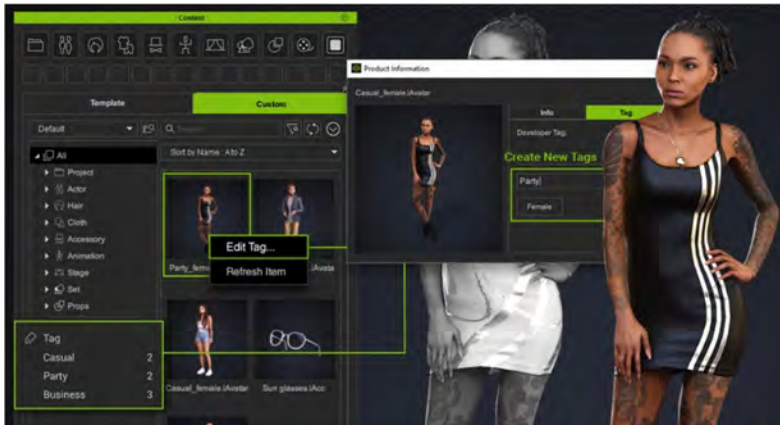 Content
Template
Custom
Default
Search
Sort by Name : A to Z
All
Project
Actor
Hair
Cloth
Accessory
Animation
Stage
Set
Props
Tag
Casual 2
Party 2
Business 3
Edit Tag...
Refresh Item
Casual_female.iAvatar
Sun glasses.iAcc
Product Information
Casual_female.iAvatar
Info
Tag
Developer Tag:
Create New Tags
Party
Female